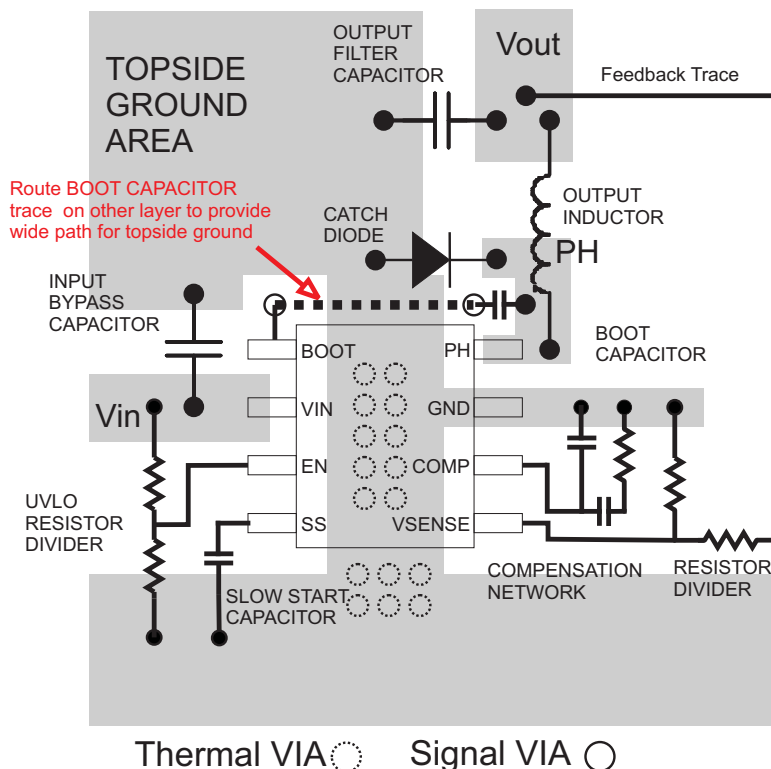 TOPSIDE
GROUND
AREA
OUTPUT
FILTER
CAPACITOR
Vout
Feedback Trace
Route BOOT CAPACITOR
trace on other layer to provide
wide path for topside ground
CATCH
DIODE
OUTPUT
INDUCTOR
PH
INPUT
BYPASS
CAPACITOR
BOOT
CAPACITOR
BOOT
PH
Vin
VIN
GND
EN
COMP
SS
VSENSE
UVLO
RESISTOR
DIVIDER
SLOW START
CAPACITOR
COMPENSATION
NETWORK
RESISTOR
DIVIDER
Thermal VIA
Signal VIA